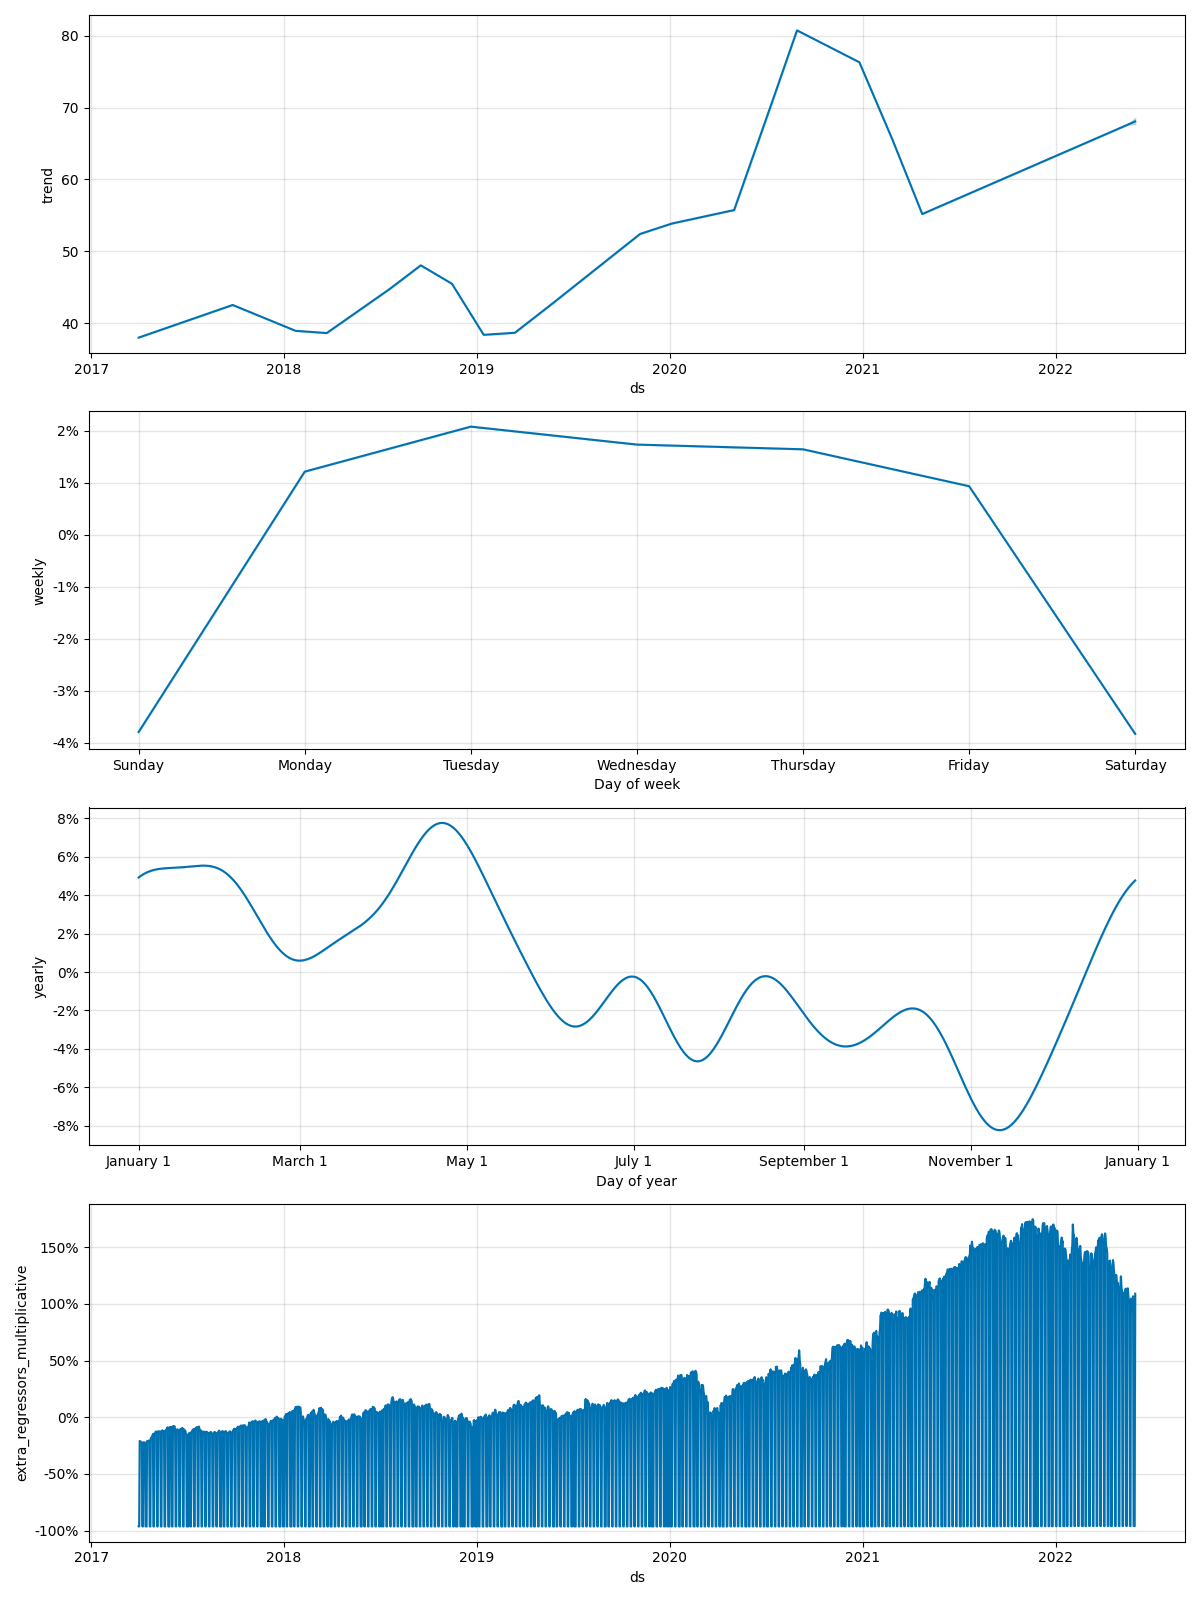 80
70
60
50
40
trend
2017 2018 2019 2020 2021 2022
ds
2%
1%
0%
-1%
-2%
-3%
-4%
weekly
Sunday Monday Tuesday Wednesday Thursday Friday Saturday
Day of week
8%
6%
4%
2%
0%
-2%
-4%
-6%
-8%
yearly
January 1 March 1 May 1 July 1 September 1 November 1 January 1
Day of year
150%
100%
50%
0%
-50%
-100%
extra_regressors_multiplicative
2017 2018 2019 2020 2021 2022
ds